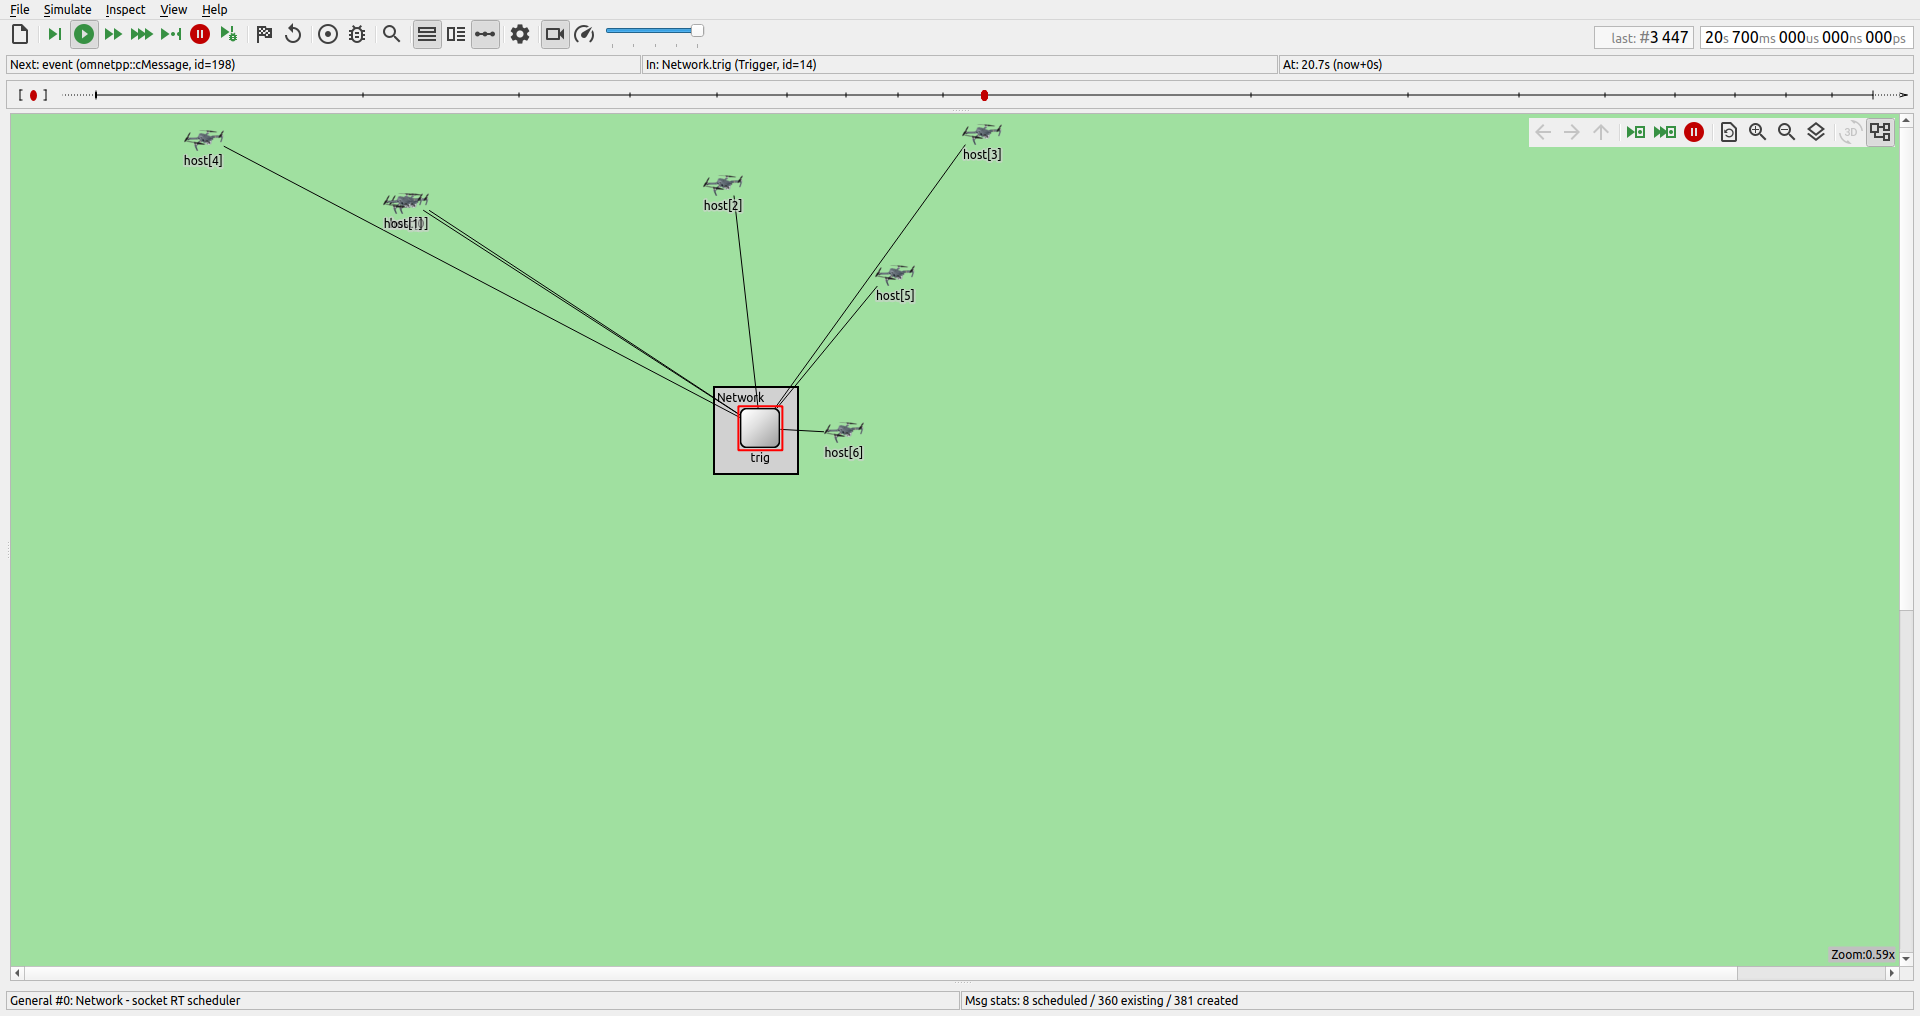 File Simulate Inspect View Help
last: #3 447
20s 700ms 000us 000ns 000ps
Next: event (omnetpp::cMessage, id=198)
In: Network.trig (Trigger, id=14)
At: 20.7s (now+0s)
[ ]
3D
host[4]
host[3]
host[2]
host[1]
host[5]
Network
trig
host[6]
Zoom:0.59x
General #0: Network - socket RT scheduler
Msg stats: 8 scheduled / 360 existing / 381 created